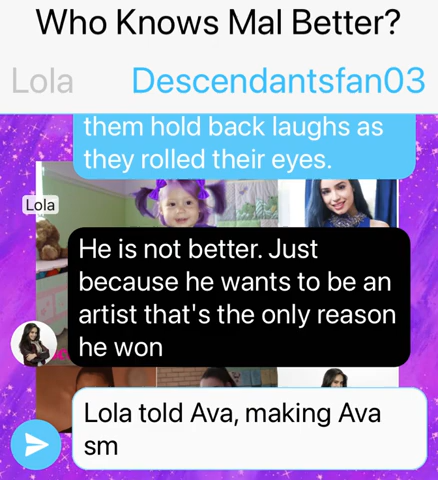 Who Knows Mal Better?
Lola Descendantsfan03
them hold back laughs as
they rolled their eyes.
Lola
He is not better. Just
because he wants to be an
artist that's the only reason
he won
Lola told Ava, making Ava
sm